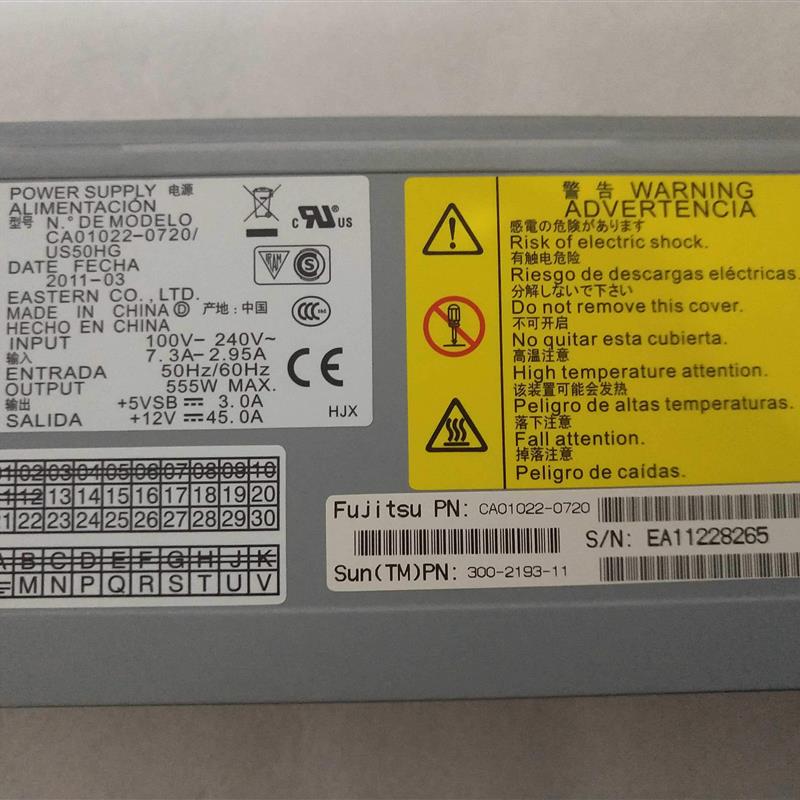 POWER SUPPLY 电源
ALIMENTACIÓN
型号 N.° DE MODELO
CA01022-0720/
US50HG
DATE FECHA
2011-03
EASTERN CO., LTD.
MADE IN CHINA Ⓓ 产地: 中国
HECHO EN CHINA
INPUT 100V- 240V~
输入 7.3A-2.95A
ENTRADA 50Hz/60Hz
OUTPUT 555W MAX.
输出 +5VSB ⎓ 3.0A
SALIDA +12V ⎓ 45.0A
C UR US
S
CCC
CE
HJX
警告 WARNING
ADVERTENCIA
感電の危険があります
Risk of electric shock.
有触电危险
Riesgo de descargas eléctricas.
分解しないで下さい
Do not remove this cover.
不可开启
No quitar esta cubierta.
高温注意
High temperature attention.
该装置可能会发热
Peligro de altas temperaturas.
落下注意
Fall attention.
掉落注意
Peligro de caídas.
01 02 03 04 05 06 07 08 09 10
11 12 13 14 15 16 17 18 19 20
21 22 23 24 25 26 27 28 29 30
A B C D E F G H J K
L M N P Q R S T U V
Fujitsu PN: CA01022-0720
S/N: EA11228265
Sun(TM)PN: 300-2193-11